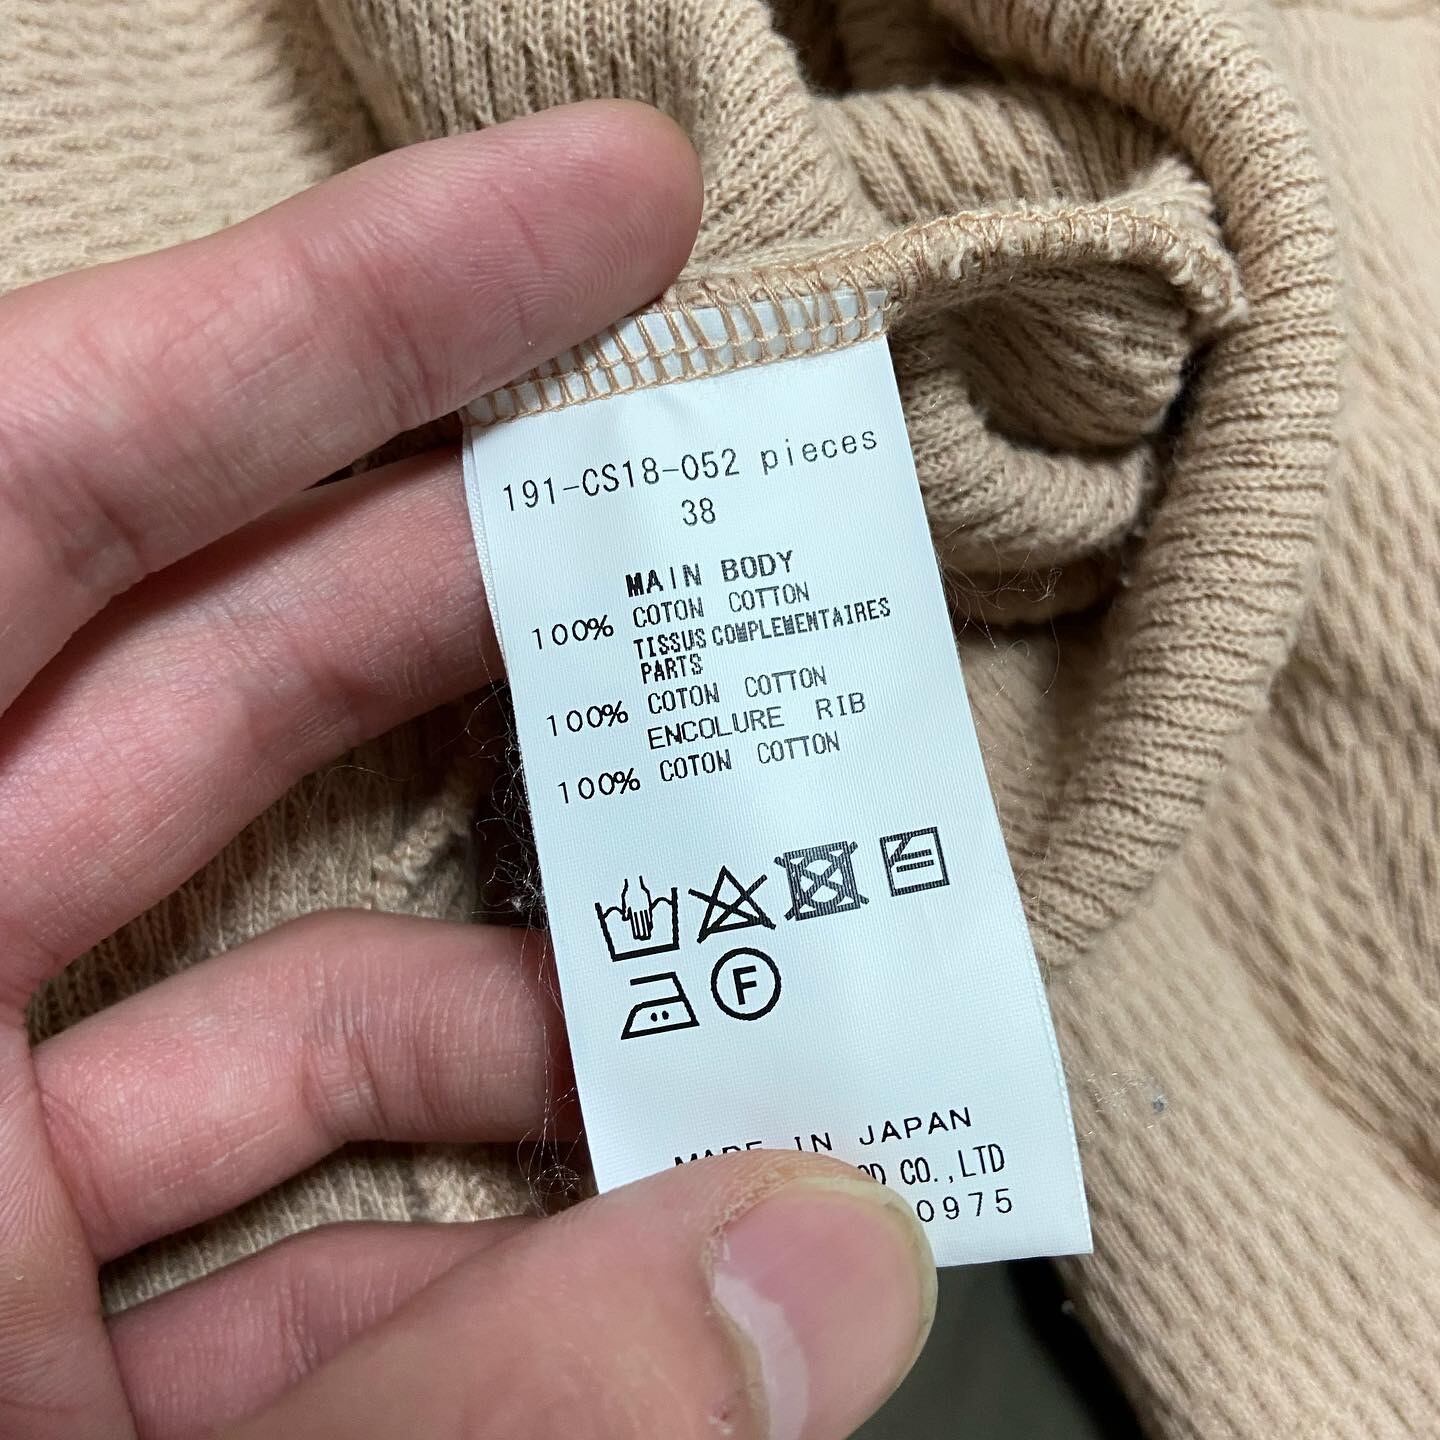 191-CS18-052 pieces
38
MAIN BODY
100% COTON COTTON
TISSUS COMPLEMENTAIRES
PARTS
100% COTON COTTON
ENCOLURE RIB
100% COTON COTTON
F
MADE IN JAPAN
CO.,LTD
0975